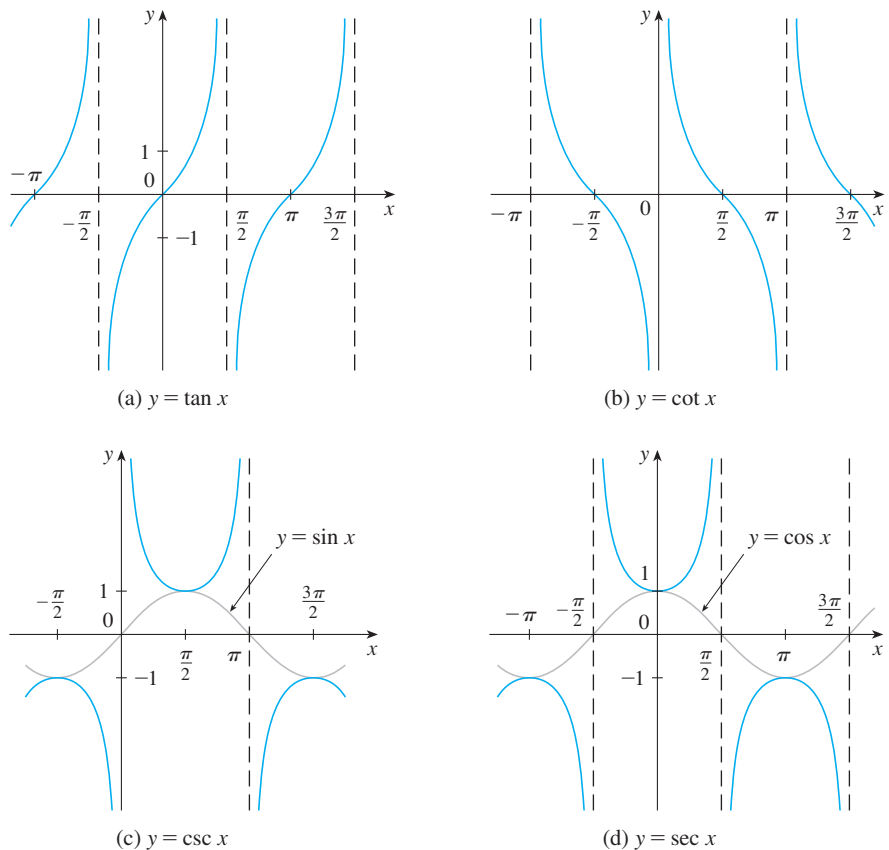 y
1
0
−π
−π/2
−1
π/2
π
3π/2
x
(a) y = tan x
y
0
−π
−π/2
π/2
π
3π/2
x
(b) y = cot x
y
y = sin x
1
0
−π/2
3π/2
π/2
π
x
−1
(c) y = csc x
y
y = cos x
1
0
−π
−π/2
3π/2
π/2
π
x
−1
(d) y = sec x